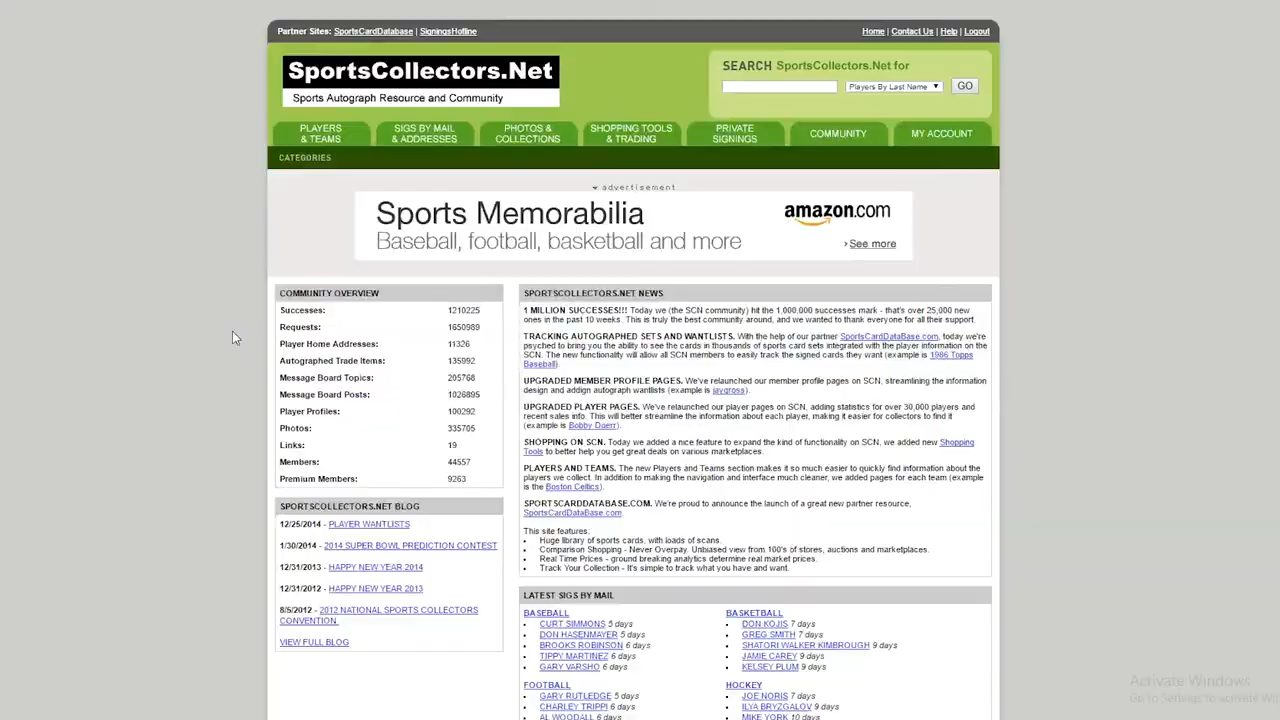 Partner Sites: SportsCardDatabase | SigningsHotline
Home | Contact Us | Help | Logout
SportsCollectors.Net
Sports Autograph Resource and Community
SEARCH SportsCollectors.Net for
Players By Last Name
GO
PLAYERS & TEAMS
SIGS BY MAIL & ADDRESSES
PHOTOS & COLLECTIONS
SHOPPING TOOLS & TRADING
PRIVATE SIGNINGS
COMMUNITY
MY ACCOUNT
CATEGORIES
advertisement
Sports Memorabilia
Baseball, football, basketball and more
amazon.com
See more
COMMUNITY OVERVIEW
Successes: 1210225
Requests: 1650989
Player Home Addresses: 11326
Autographed Trade Items: 135992
Message Board Topics: 205768
Message Board Posts: 1026895
Player Profiles: 100292
Photos: 335705
Links: 19
Members: 44557
Premium Members: 9263
SPORTSCOLLECTORS.NET BLOG
12/25/2014 - PLAYER WANTLISTS
1/30/2014 - 2014 SUPER BOWL PREDICTION CONTEST
12/31/2013 - HAPPY NEW YEAR 2014
12/31/2012 - HAPPY NEW YEAR 2013
8/5/2012 - 2012 NATIONAL SPORTS COLLECTORS
CONVENTION
VIEW FULL BLOG
SPORTSCOLLECTORS.NET NEWS
1 MILLION SUCCESSES!!! Today we (the SCN community) hit the 1,000,000 successes mark - that's over 25,000 new
ones in the past 10 weeks. This is truly the best community around, and we wanted to thank everyone for all their support.
TRACKING AUTOGRAPHED SETS AND WANTLISTS. With the help of our partner SportsCardDataBase.com, today we're
psyched to bring you the ability to see the cards in thousands of sports card sets integrated with the player information on the
SCN. The new functionality will allow all SCN members to easily track the signed cards they want (example is 1986 Topps
Baseball).
UPGRADED MEMBER PROFILE PAGES. We've relaunched our member profile pages on SCN, streamlining the information
design and addign autograph wantlists (example is jaygross).
UPGRADED PLAYER PAGES. We've relaunched our player pages on SCN, adding statistics for over 30,000 players and
recent sales info. This will better streamline the information about each player, making it easier for collectors to find it
(example is Bobby Doerr).
SHOPPING ON SCN. Today we added a nice feature to expand the kind of functionality on SCN, we added new Shopping
Tools to better help you get great deals on various marketplaces.
PLAYERS AND TEAMS. The new Players and Teams section makes it so much easier to quickly find information about the
players we collect. In addition to making the navigation and interface much cleaner, we added pages for each team (example
is the Boston Celtics).
SPORTSCARDDATABASE.COM. We're proud to announce the launch of a great new partner resource,
SportsCardDataBase.com.
This site features:
• Huge library of sports cards, with loads of scans.
• Comparison Shopping - Never Overpay. Unbiased view from 100's of stores, auctions and marketplaces.
• Real Time Prices - ground breaking analytics determine real market prices.
• Track Your Collection - It's simple to track what you have and want.
LATEST SIGS BY MAIL
BASEBALL
• CURT SIMMONS 5 days
• DON HASENMAYER 5 days
• BROOKS ROBINSON 6 days
• TIPPY MARTINEZ 6 days
• GARY VARSHO 6 days
BASKETBALL
• DON KOJIS 7 days
• GREG SMITH 7 days
• SHATORI WALKER KIMBROUGH 9 days
• JAMIE CAREY 9 days
• KELSEY PLUM 9 days
FOOTBALL
• GARY RUTLEDGE 5 days
• CHARLEY TRIPPI 6 days
• AL WOODALL 6 days
HOCKEY
• JOE NORIS 7 days
• ILYA BRYZGALOV 9 days
• MIKE YORK 10 days
Activate Windows
Go to Settings to activate